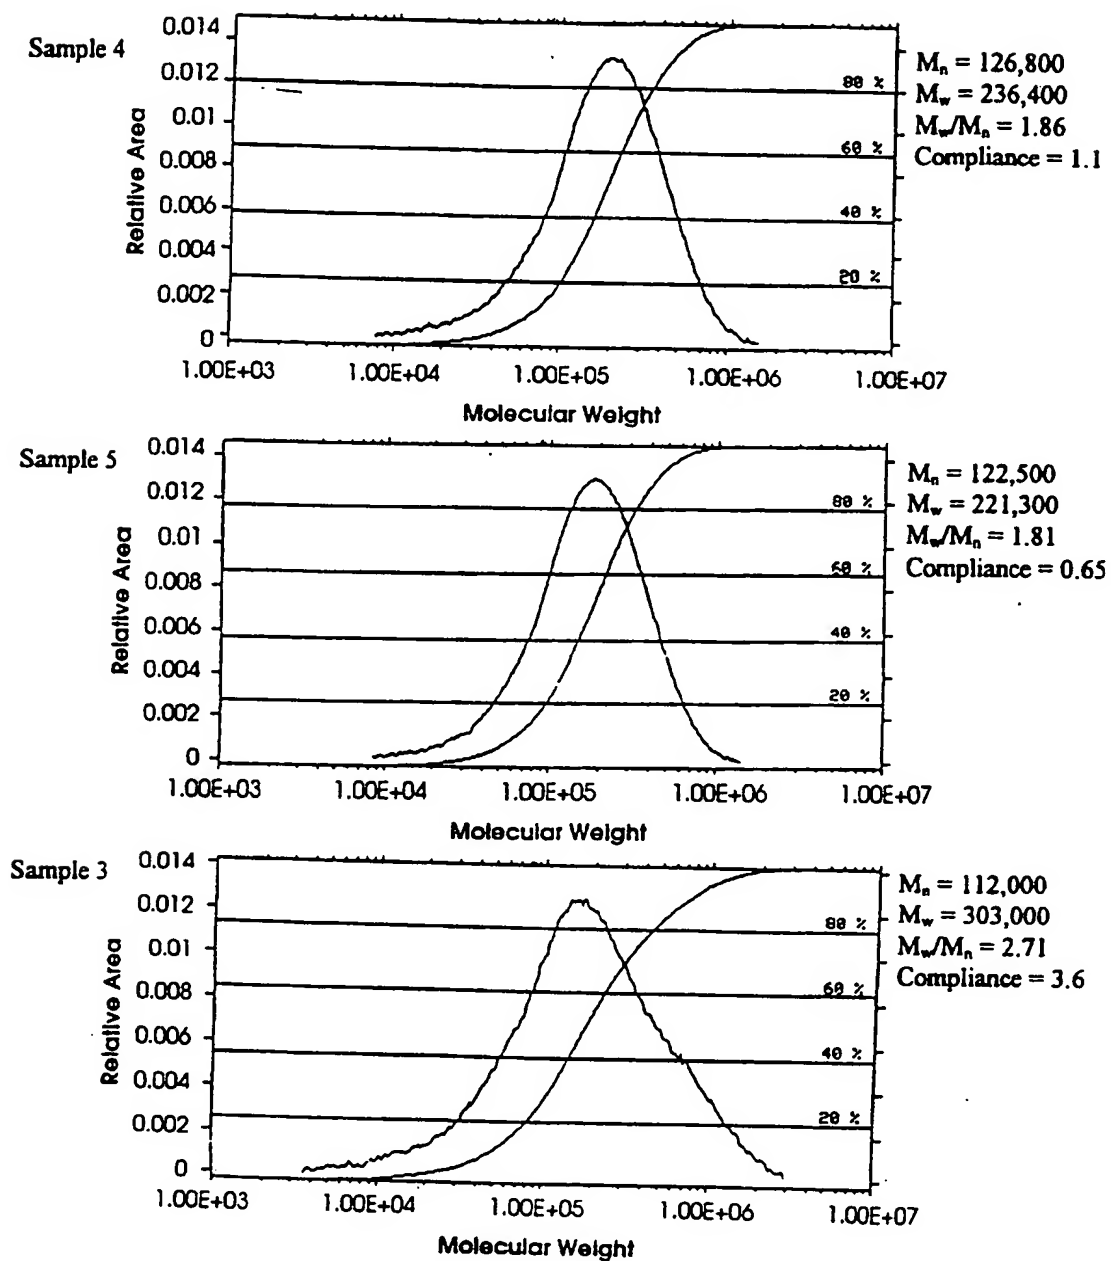 Sample 4
0.014
0.012
0.01
0.008
0.006
0.004
0.002
0
Relative Area
80 %
60 %
40 %
20 %
1.00E+03 1.00E+04 1.00E+05 1.00E+06 1.00E+07
Molecular Weight
Mₙ = 126,800
M_w = 236,400
M_w/Mₙ = 1.86
Compliance = 1.1
Sample 5
0.014
0.012
0.01
0.008
0.006
0.004
0.002
0
Relative Area
80 %
60 %
40 %
20 %
1.00E+03 1.00E+04 1.00E+05 1.00E+06 1.00E+07
Molecular Weight
Mₙ = 122,500
M_w = 221,300
M_w/Mₙ = 1.81
Compliance = 0.65
Sample 3
0.014
0.012
0.01
0.008
0.006
0.004
0.002
0
Relative Area
80 %
60 %
40 %
20 %
1.00E+03 1.00E+04 1.00E+05 1.00E+06 1.00E+07
Molecular Weight
Mₙ = 112,000
M_w = 303,000
M_w/Mₙ = 2.71
Compliance = 3.6